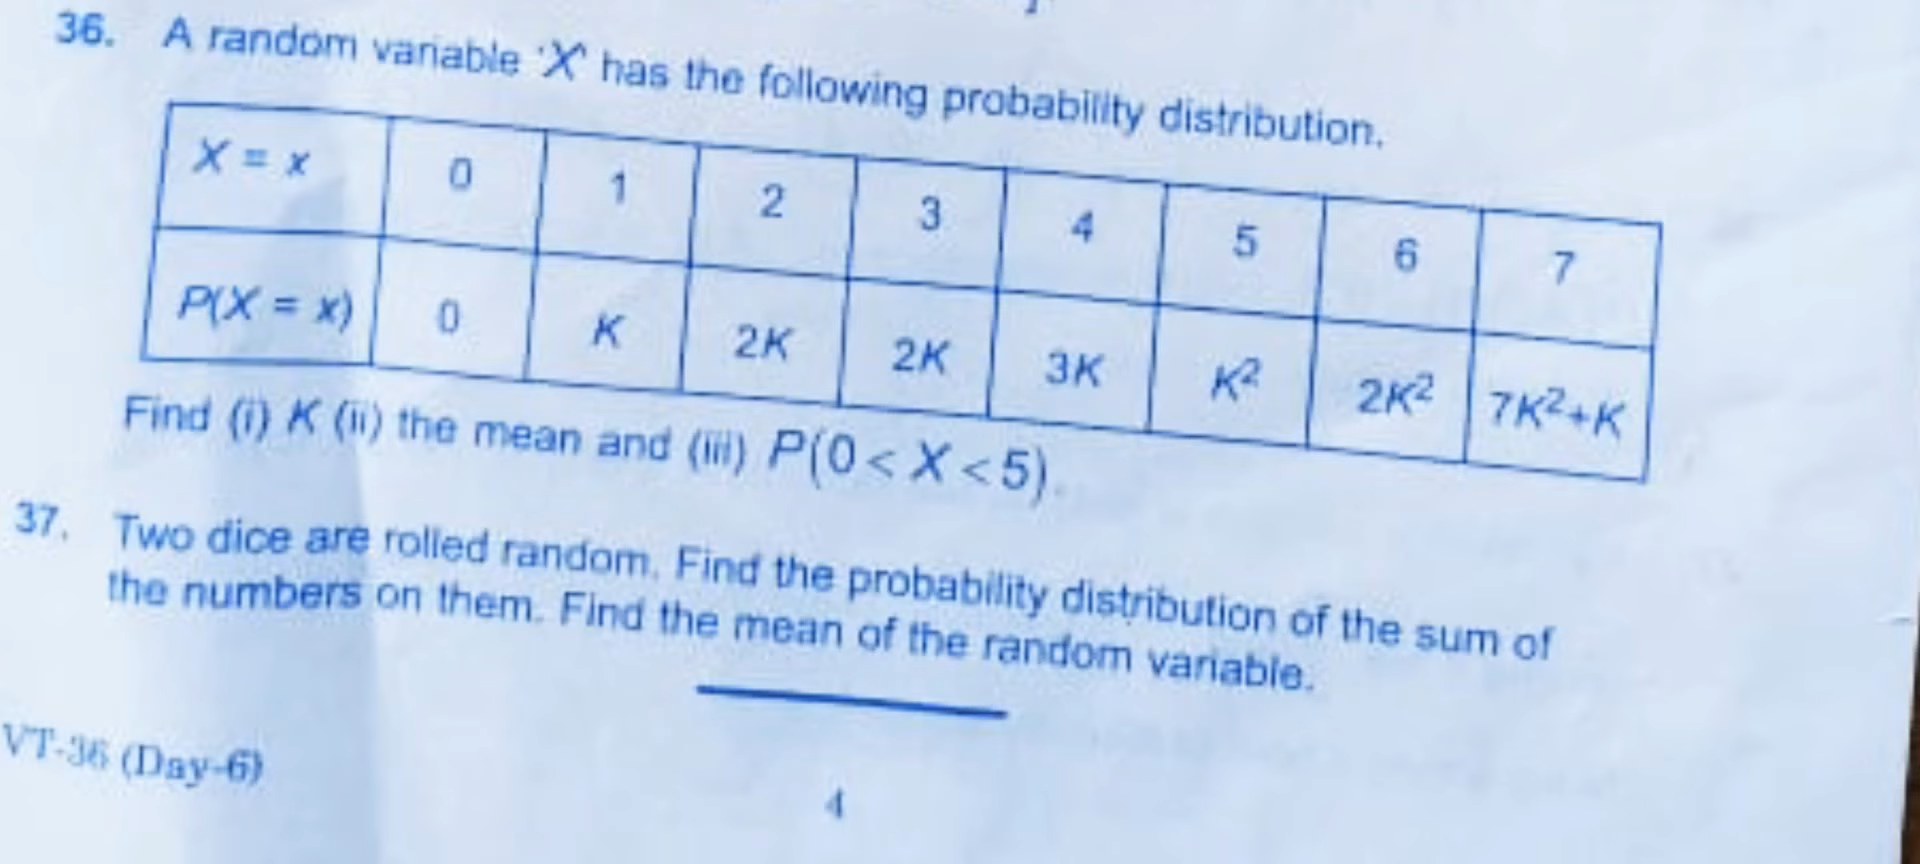 36. A random variable 'X' has the following probability distribution.
X = x 0 1 2 3 4 5 6 7
P(X = x) 0 K 2K 2K 3K K² 2K² 7K²+K
Find (i) K (ii) the mean and (iii) P(0 < X < 5).
37. Two dice are rolled random. Find the probability distribution of the sum of
the numbers on them. Find the mean of the random variable.
VT-36 (Day-6)
4